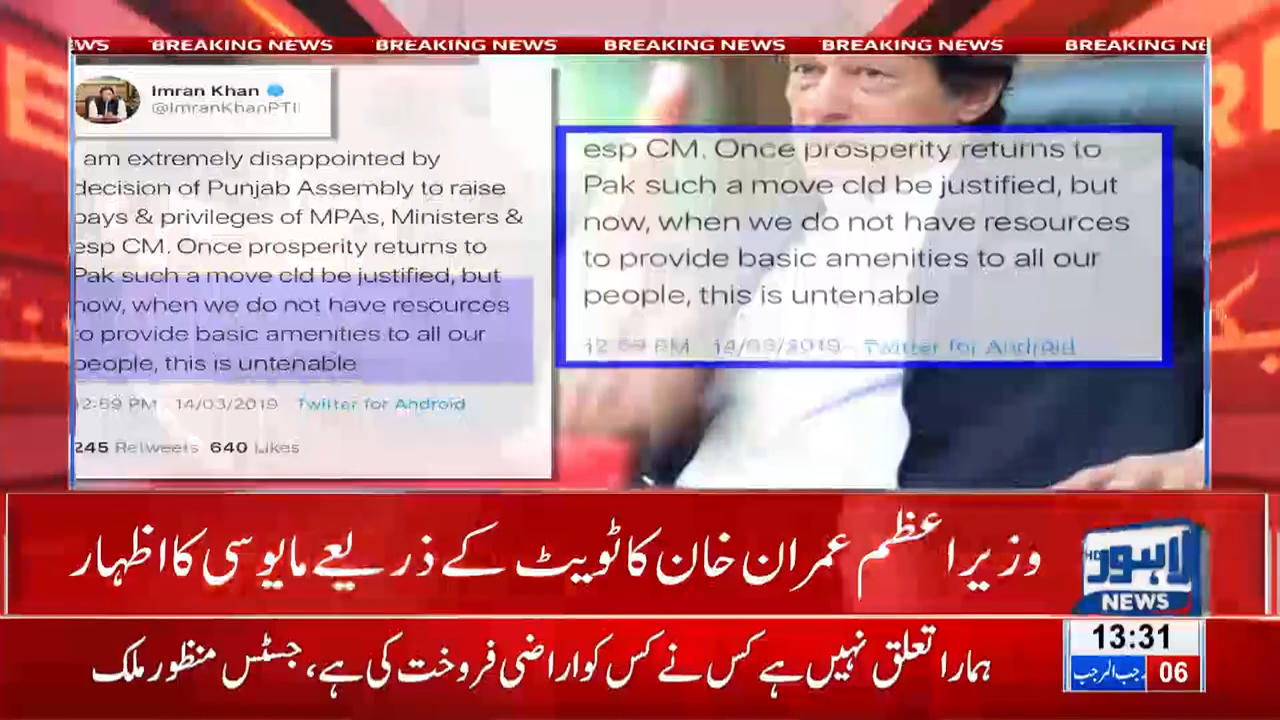 WS BREAKING NEWS BREAKING NEWS BREAKING NEWS BREAKING NEWS BREAKING NE
Imran Khan
@ImranKhanPTI
am extremely disappointed by
decision of Punjab Assembly to raise
pays & privileges of MPAs, Ministers &
esp CM. Once prosperity returns to
Pak such a move cld be justified, but
now, when we do not have resources
to provide basic amenities to all our
people, this is untenable
12:59 PM · 14/03/2019 · Twitter for Android
245 Retweets 640 Likes
esp CM. Once prosperity returns to
Pak such a move cld be justified, but
now, when we do not have resources
to provide basic amenities to all our
people, this is untenable
12:59 PM · 14/03/2019 · Twitter for Android
وزیراعظم عمران خان کا ٹویٹ کے ذریعے مایوسی کا اظہار
HD لاہور
NEWS
ہمارا تعلق نہیں ہے کس نے کس کو اراضی فروخت کی ہے، جسٹس منظور ملک
13:31
رجب المرجب 06